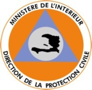 MINISTERE DE L'INTERIEUR
DIRECTION DE LA PROTECTION CIVILE